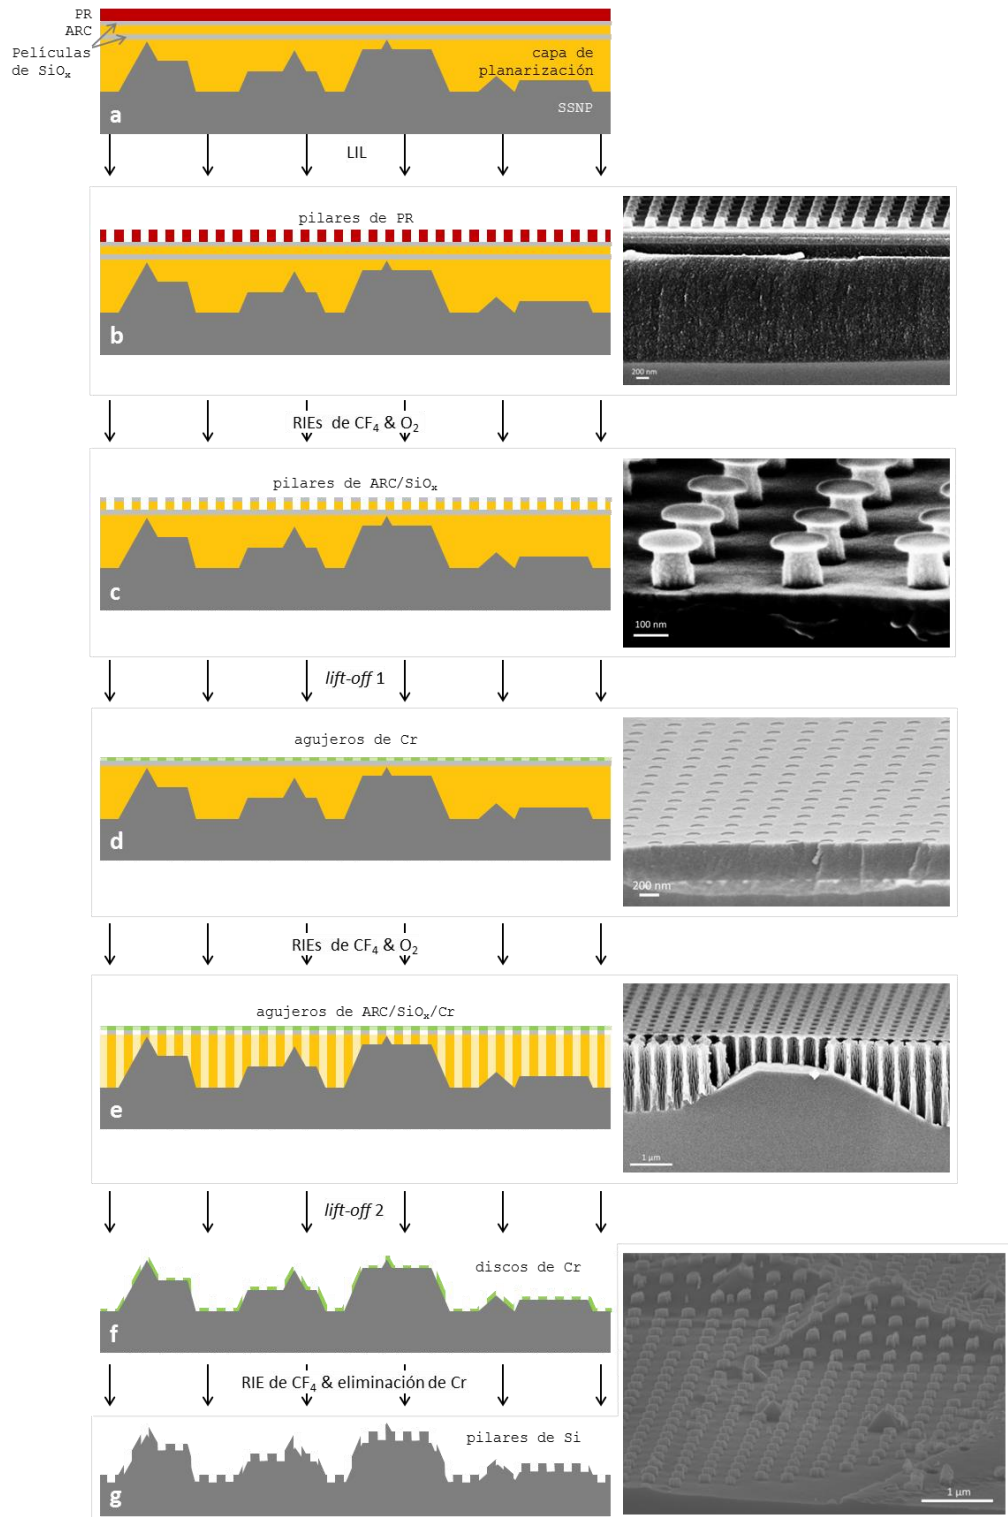 PR
ARC
Películas
de SiOₓ
capa de
planarización
SSNP
a
LIL
pilares de PR
b
200 nm
RIEs de CF₄ & O₂
pilares de ARC/SiOₓ
c
100 nm
lift-off 1
agujeros de Cr
d
200 nm
RIEs de CF₄ & O₂
agujeros de ARC/SiOₓ/Cr
e
1 µm
lift-off 2
discos de Cr
f
RIE de CF₄ & eliminación de Cr
pilares de Si
g
1 µm